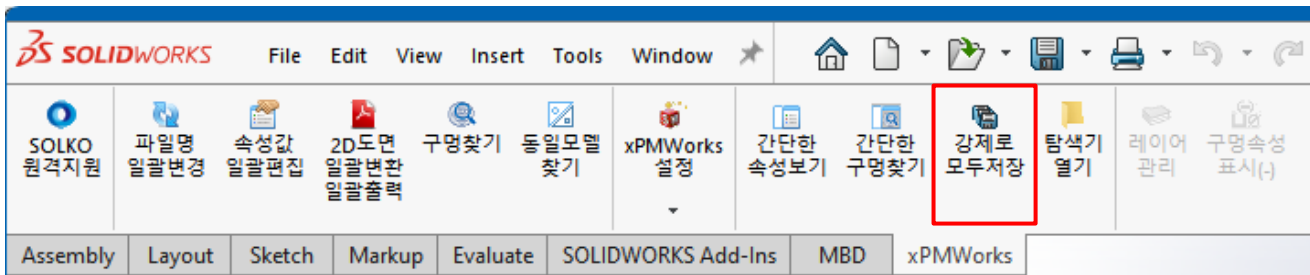 SOLIDWORKS File Edit View Insert Tools Window
SOLKO 파일명 속성값 2D도면 구멍찾기 동일모델 xPMWorks 간단한 간단한 강제로 탐색기 레이어 구멍속성
원격지원 일괄변경 일괄편집 일괄변환 찾기 설정 속성보기 구멍찾기 모두저장 열기 관리 표시(-)
일괄출력
Assembly Layout Sketch Markup Evaluate SOLIDWORKS Add-Ins MBD xPMWorks